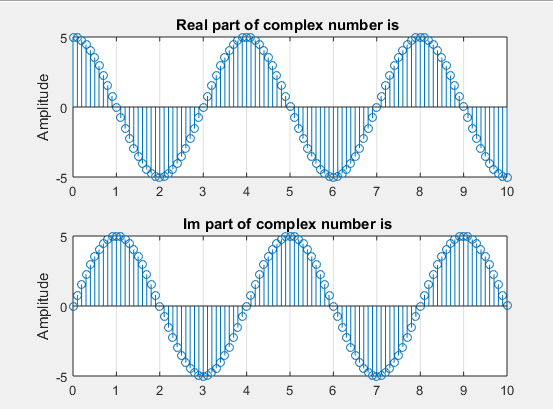 Real part of complex number is
5
0
-5
Amplitude
0 1 2 3 4 5 6 7 8 9 10
Im part of complex number is
5
0
-5
Amplitude
0 1 2 3 4 5 6 7 8 9 10